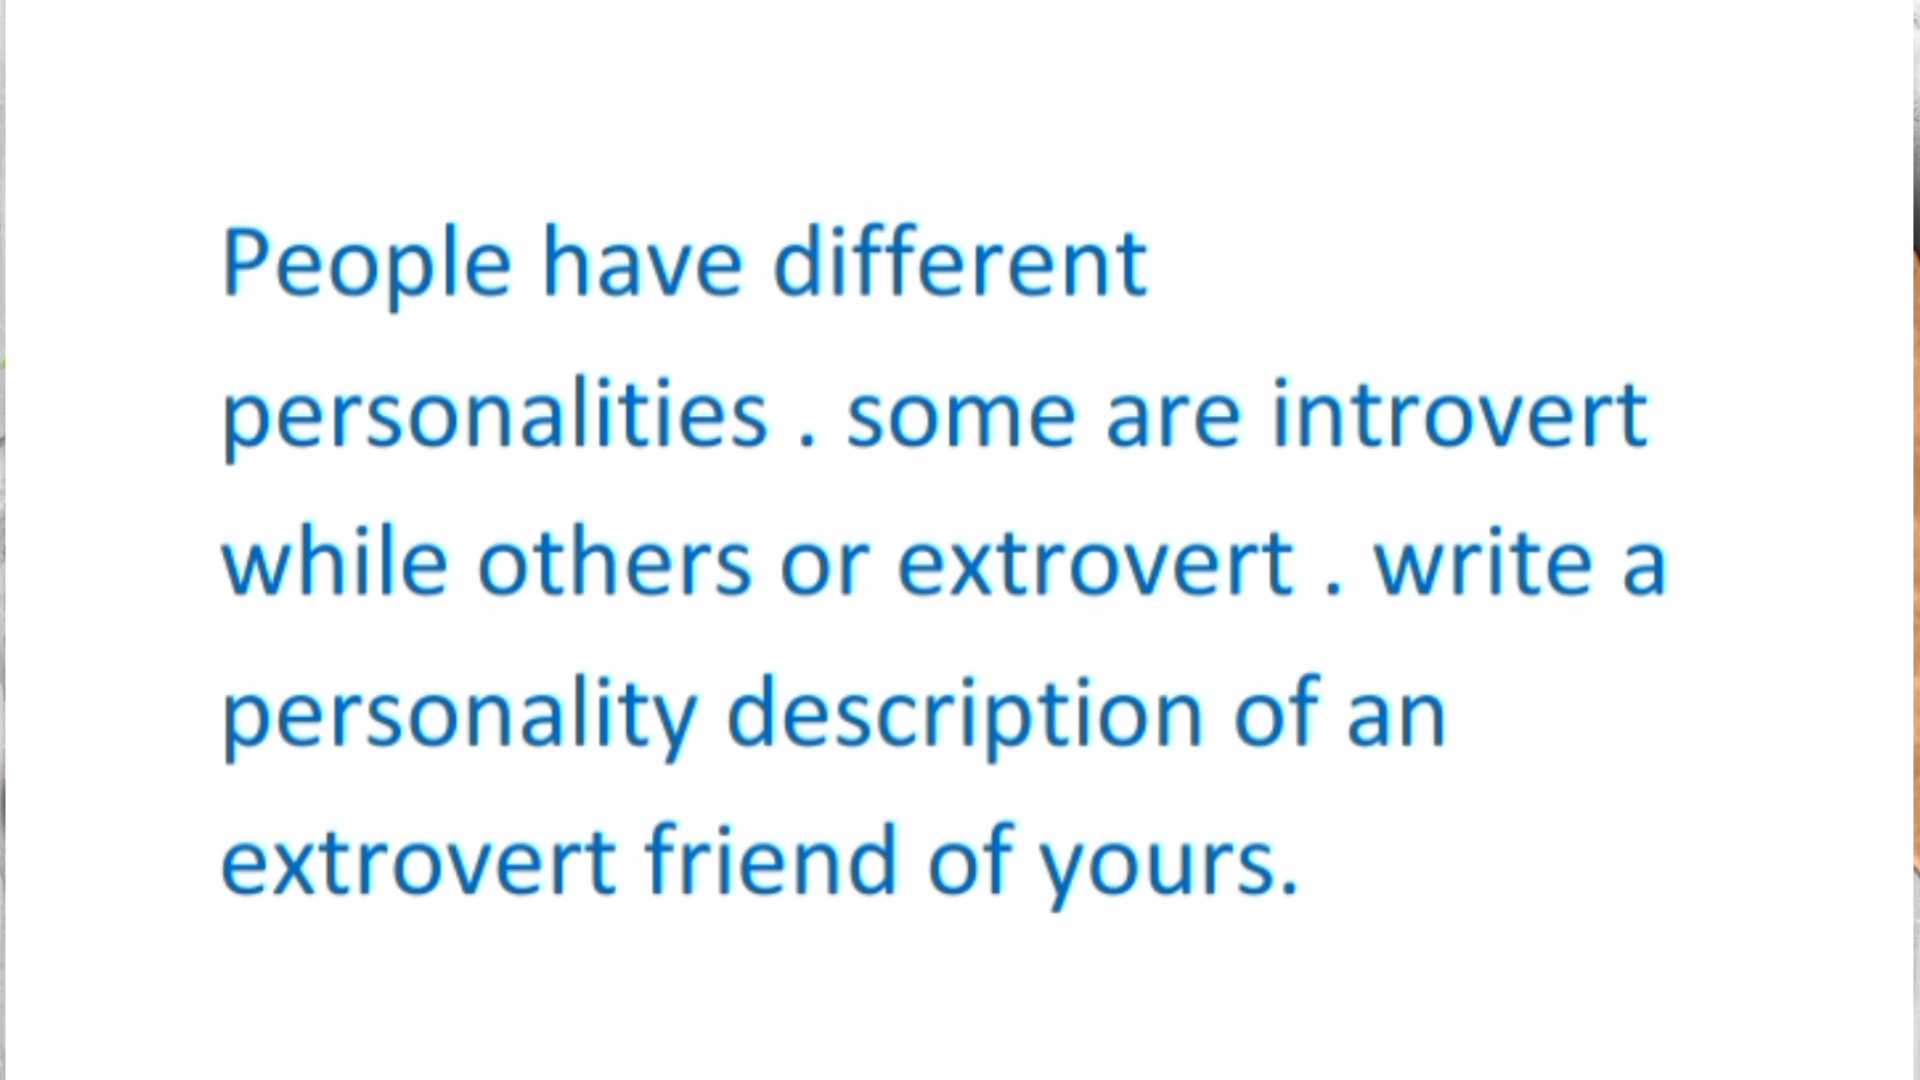 People have different
personalities . some are introvert
while others or extrovert . write a
personality description of an
extrovert friend of yours.